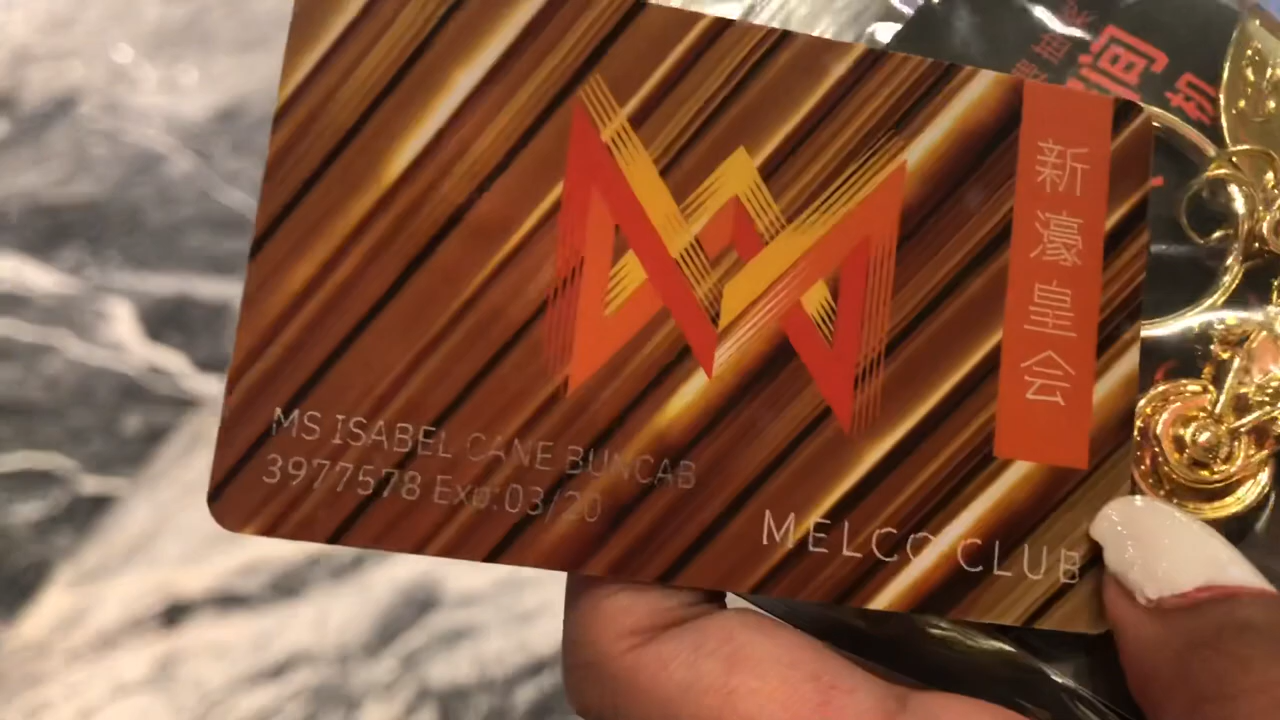 新濠皇会
MS ISABEL CANE BUNCAB
3977578 Exp:03/20
MELCO CLUB